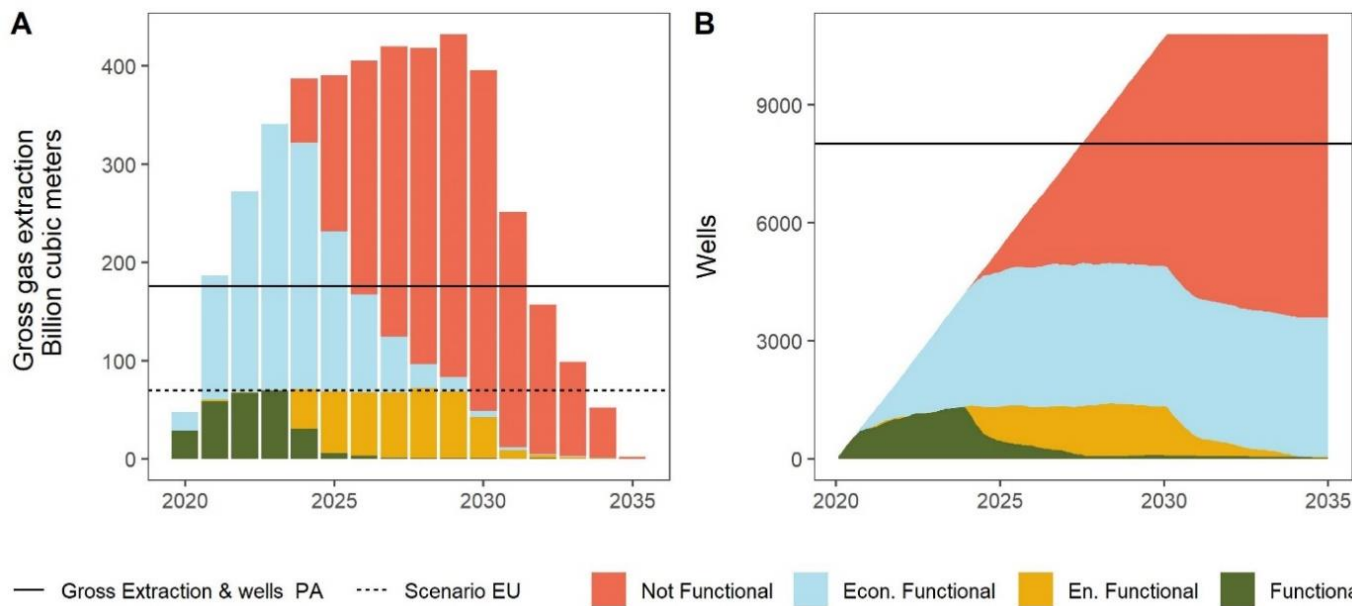 A
B
Gross gas extraction
Billion cubic meters
400
300
200
100
0
2020
2025
2030
2035
Wells
9000
6000
3000
0
2020
2025
2030
2035
Gross Extraction & wells PA
Scenario EU
Not Functional
Econ. Functional
En. Functional
Functiona